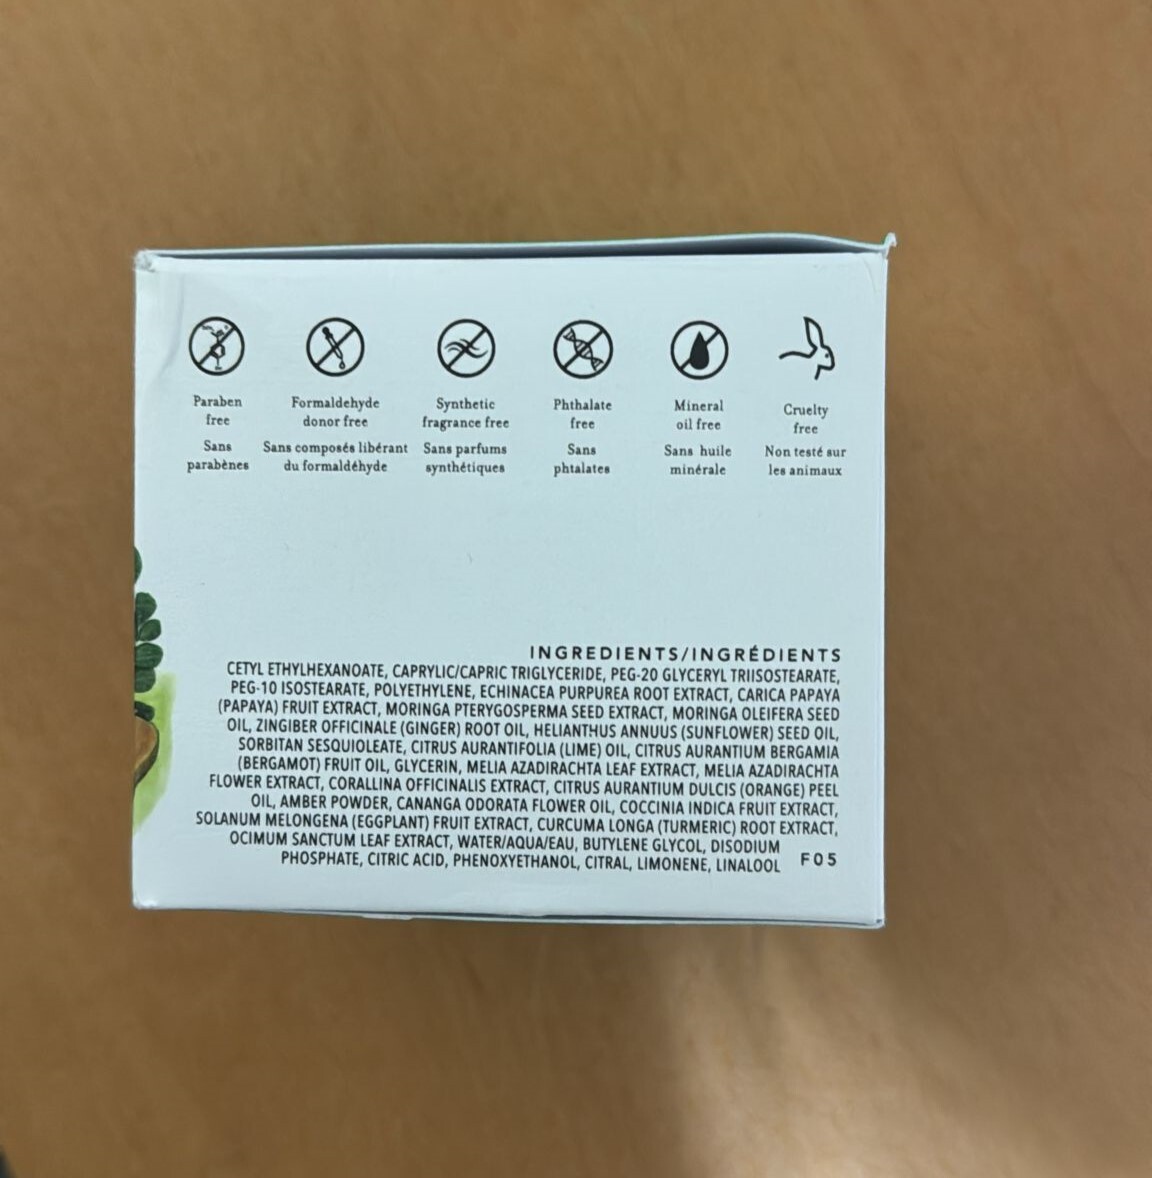 Paraben
free
Sans
parabènes
Formaldehyde
donor free
Sans composés libérant
du formaldéhyde
Synthetic
fragrance free
Sans parfums
synthétiques
Phthalate
free
Sans
phtalates
Mineral
oil free
Sans huile
minérale
Cruelty
free
Non testé sur
les animaux
INGREDIENTS/INGRÉDIENTS
CETYL ETHYLHEXANOATE, CAPRYLIC/CAPRIC TRIGLYCERIDE, PEG-20 GLYCERYL TRIISOSTEARATE,
PEG-10 ISOSTEARATE, POLYETHYLENE, ECHINACEA PURPUREA ROOT EXTRACT, CARICA PAPAYA
(PAPAYA) FRUIT EXTRACT, MORINGA PTERYGOSPERMA SEED EXTRACT, MORINGA OLEIFERA SEED
OIL, ZINGIBER OFFICINALE (GINGER) ROOT OIL, HELIANTHUS ANNUUS (SUNFLOWER) SEED OIL,
SORBITAN SESQUIOLEATE, CITRUS AURANTIFOLIA (LIME) OIL, CITRUS AURANTIUM BERGAMIA
(BERGAMOT) FRUIT OIL, GLYCERIN, MELIA AZADIRACHTA LEAF EXTRACT, MELIA AZADIRACHTA
FLOWER EXTRACT, CORALLINA OFFICINALIS EXTRACT, CITRUS AURANTIUM DULCIS (ORANGE) PEEL
OIL, AMBER POWDER, CANANGA ODORATA FLOWER OIL, COCCINIA INDICA FRUIT EXTRACT,
SOLANUM MELONGENA (EGGPLANT) FRUIT EXTRACT, CURCUMA LONGA (TURMERIC) ROOT EXTRACT,
OCIMUM SANCTUM LEAF EXTRACT, WATER/AQUA/EAU, BUTYLENE GLYCOL, DISODIUM
PHOSPHATE, CITRIC ACID, PHENOXYETHANOL, CITRAL, LIMONENE, LINALOOL
F05